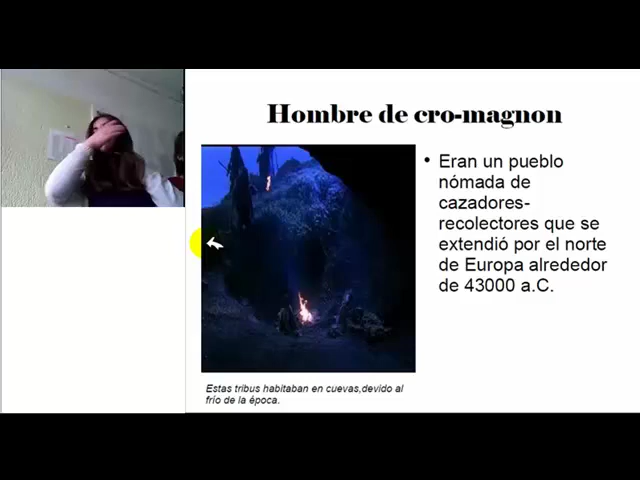 Hombre de cro-magnon
• Eran un pueblo
nómada de
cazadores-
recolectores que se
extendió por el norte
de Europa alrededor
de 43000 a.C.
Estas tribus habitaban en cuevas,devido al
frío de la época.